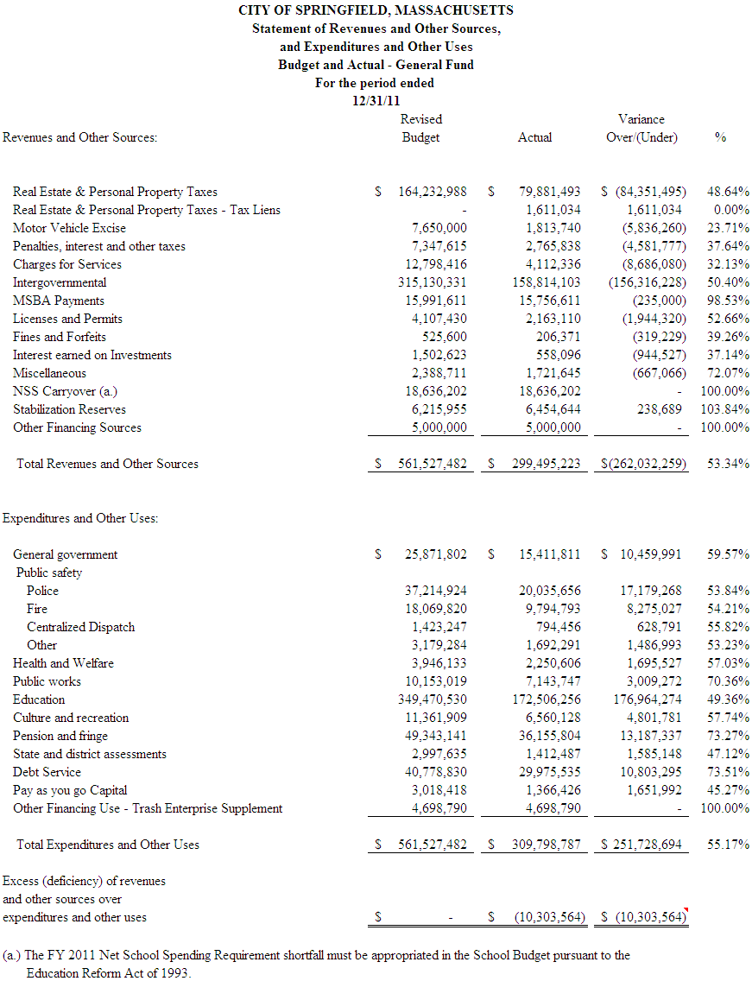 CITY OF SPRINGFIELD, MASSACHUSETTS
Statement of Revenues and Other Sources,
and Expenditures and Other Uses
Budget and Actual - General Fund
For the period ended
12/31/11
Revised Variance
Revenues and Other Sources: Budget Actual Over/(Under) %
Real Estate & Personal Property Taxes $ 164,232,988 $ 79,881,493 $ (84,351,495) 48.64%
Real Estate & Personal Property Taxes - Tax Liens - 1,611,034 1,611,034 0.00%
Motor Vehicle Excise 7,650,000 1,813,740 (5,836,260) 23.71%
Penalties, interest and other taxes 7,347,615 2,765,838 (4,581,777) 37.64%
Charges for Services 12,798,416 4,112,336 (8,686,080) 32.13%
Intergovernmental 315,130,331 158,814,103 (156,316,228) 50.40%
MSBA Payments 15,991,611 15,756,611 (235,000) 98.53%
Licenses and Permits 4,107,430 2,163,110 (1,944,320) 52.66%
Fines and Forfeits 525,600 206,371 (319,229) 39.26%
Interest earned on Investments 1,502,623 558,096 (944,527) 37.14%
Miscellaneous 2,388,711 1,721,645 (667,066) 72.07%
NSS Carryover (a.) 18,636,202 18,636,202 - 100.00%
Stabilization Reserves 6,215,955 6,454,644 238,689 103.84%
Other Financing Sources 5,000,000 5,000,000 - 100.00%
Total Revenues and Other Sources $ 561,527,482 $ 299,495,223 $(262,032,259) 53.34%
Expenditures and Other Uses:
General government $ 25,871,802 $ 15,411,811 $ 10,459,991 59.57%
Public safety
Police 37,214,924 20,035,656 17,179,268 53.84%
Fire 18,069,820 9,794,793 8,275,027 54.21%
Centralized Dispatch 1,423,247 794,456 628,791 55.82%
Other 3,179,284 1,692,291 1,486,993 53.23%
Health and Welfare 3,946,133 2,250,606 1,695,527 57.03%
Public works 10,153,019 7,143,747 3,009,272 70.36%
Education 349,470,530 172,506,256 176,964,274 49.36%
Culture and recreation 11,361,909 6,560,128 4,801,781 57.74%
Pension and fringe 49,343,141 36,155,804 13,187,337 73.27%
State and district assessments 2,997,635 1,412,487 1,585,148 47.12%
Debt Service 40,778,830 29,975,535 10,803,295 73.51%
Pay as you go Capital 3,018,418 1,366,426 1,651,992 45.27%
Other Financing Use - Trash Enterprise Supplement 4,698,790 4,698,790 - 100.00%
Total Expenditures and Other Uses $ 561,527,482 $ 309,798,787 $ 251,728,694 55.17%
Excess (deficiency) of revenues
and other sources over
expenditures and other uses $ - $ (10,303,564) $ (10,303,564)
(a.) The FY 2011 Net School Spending Requirement shortfall must be appropriated in the School Budget pursuant to the
Education Reform Act of 1993.